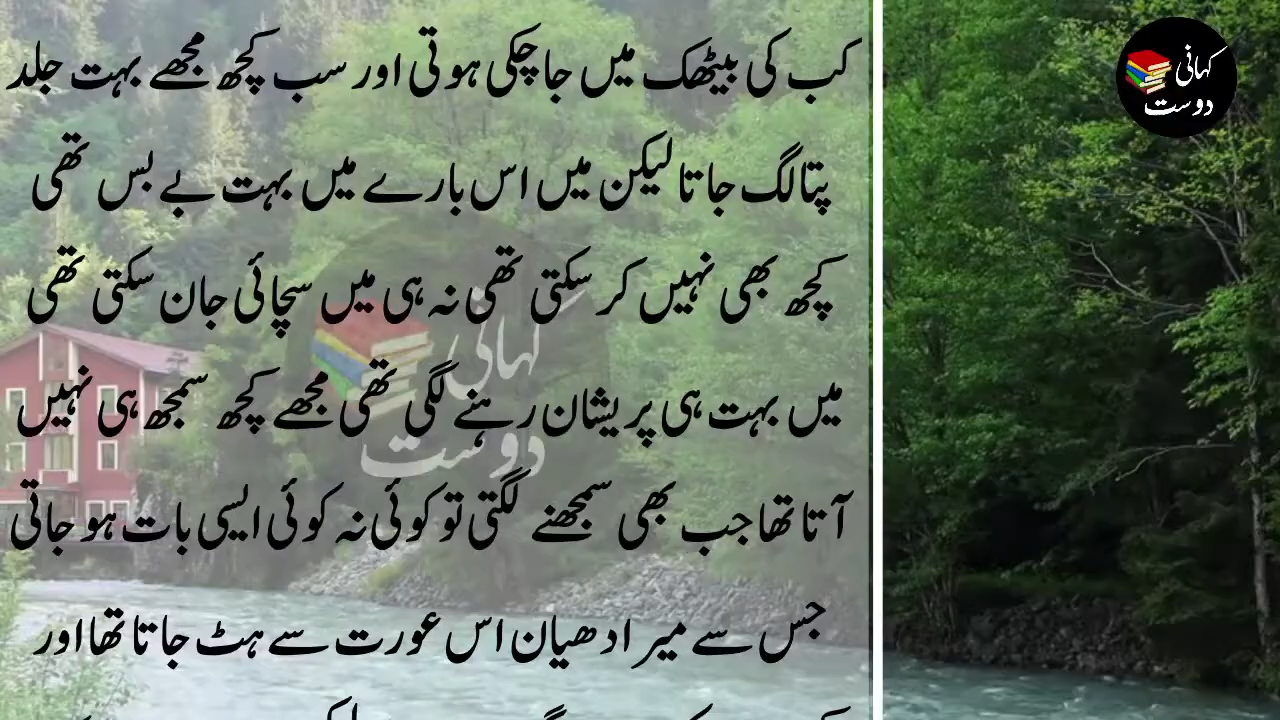 کب کی بیٹھک میں جا چکی ہوتی اور سب کچھ مجھے بہت جلد
پتا لگ جاتا لیکن میں اس بارے میں بہت بے بس تھی
کچھ بھی نہیں کر سکتی تھی نہ ہی میں سچائی جان سکتی تھی
میں بہت ہی پریشان رہنے لگی تھی مجھے کچھ سمجھ ہی نہیں
آتا تھا جب بھی سمجھنے لگتی تو کوئی نہ کوئی ایسی بات ہو جاتی
جس سے میرا دھیان اس عورت سے ہٹ جاتا تھا اور
کہانی
دوست
کہانی
دوست